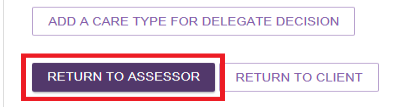 ADD A CARE TYPE FOR DELEGATE DECISION
RETURN TO ASSESSOR RETURN TO CLIENT